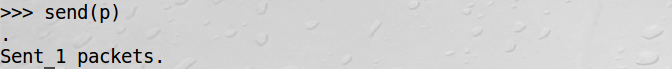 >>> send(p)
.
Sent 1 packets.